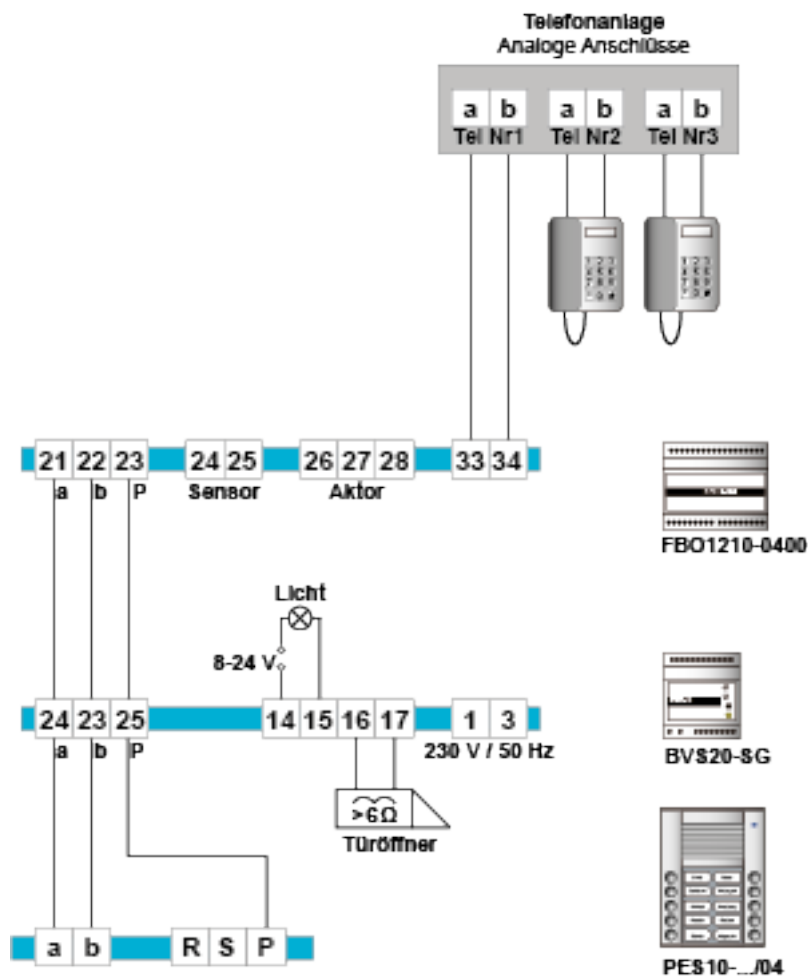 Telefonanlage
Analoge Anschlüsse
a b a b a b
Tel Nr1 Tel Nr2 Tel Nr3
21 22 23 24 25 26 27 28 33 34
a b P Sensor Aktor
FBO1210-0400
Licht
8-24 V
24 23 25 14 15 16 17 1 3
a b P 230 V / 50 Hz
BVS20-SG
>6Ω
Türöffner
a b R S P
PES10-.../04